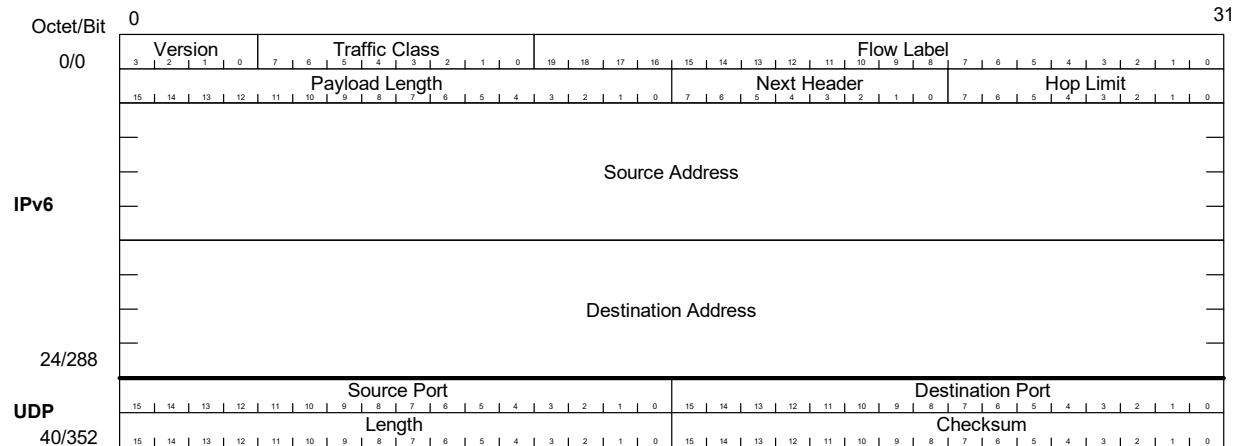 Octet/Bit 0 31
0/0 Version Traffic Class Flow Label
3 2 1 0 7 6 5 4 3 2 1 0 19 18 17 16 15 14 13 12 11 10 9 8 7 6 5 4 3 2 1 0
Payload Length Next Header Hop Limit
15 14 13 12 11 10 9 8 7 6 5 4 3 2 1 0 7 6 5 4 3 2 1 0 7 6 5 4 3 2 1 0
Source Address
IPv6
Destination Address
24/288
Source Port Destination Port
UDP 15 14 13 12 11 10 9 8 7 6 5 4 3 2 1 0 15 14 13 12 11 10 9 8 7 6 5 4 3 2 1 0
Length Checksum
40/352 15 14 13 12 11 10 9 8 7 6 5 4 3 2 1 0 15 14 13 12 11 10 9 8 7 6 5 4 3 2 1 0